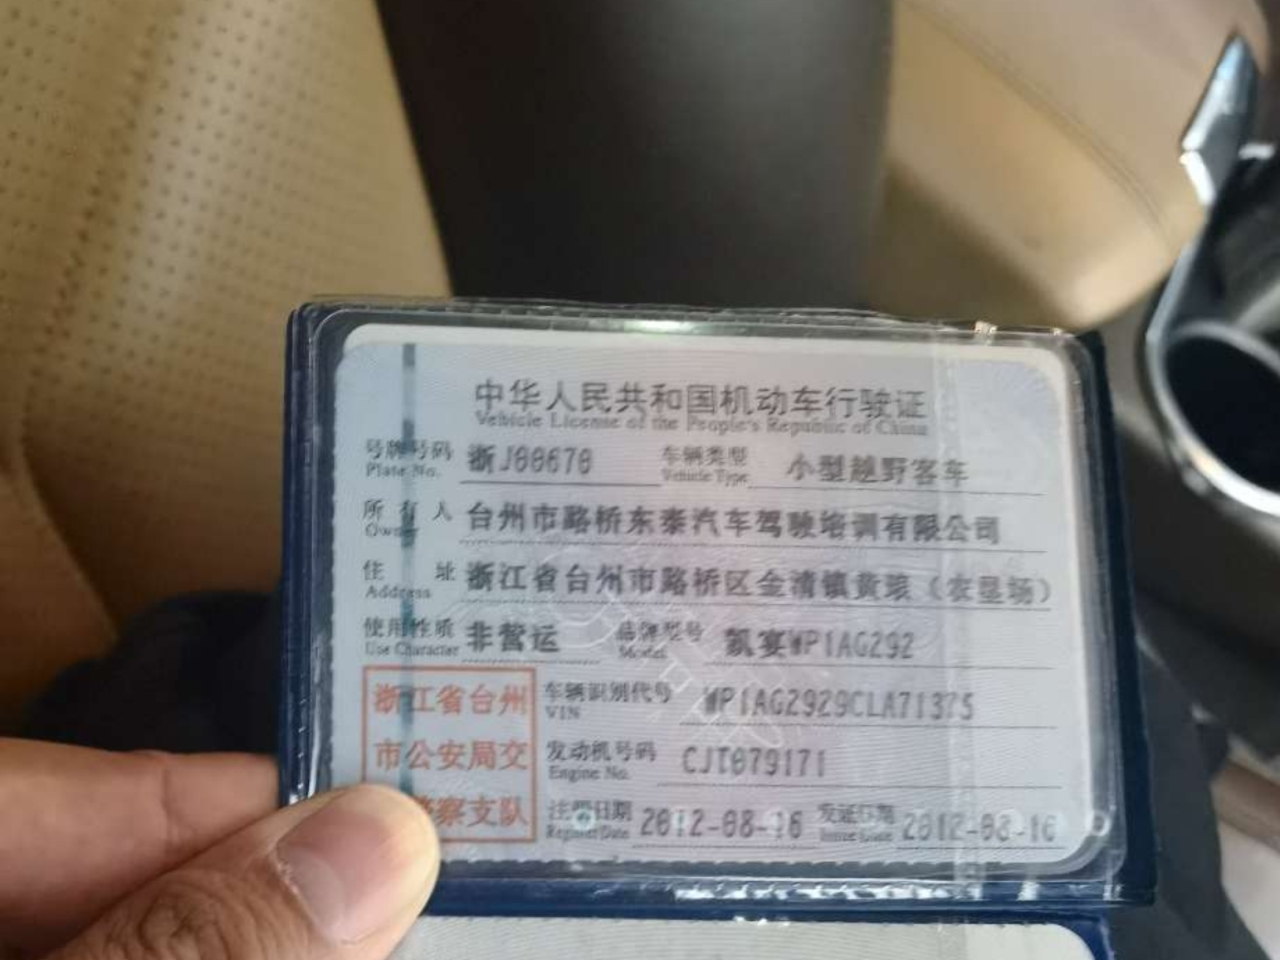 中华人民共和国机动车行驶证
Vehicle License of the People's Republic of China
号牌号码 浙J00670 车辆类型 小型越野客车
Plate No. Vehicle Type
所有人 台州市路桥东泰汽车驾驶培训有限公司
Owner
住址 浙江省台州市路桥区金清镇黄琅（农垦场）
Address
使用性质 非营运 品牌型号 凯宴WP1AG292
Use Character Model
浙江省台州
市公安局交
警察支队
车辆识别代号 WP1AG2929CLA71375
VIN
发动机号码 CJT079171
Engine No.
注册日期 2012-08-16 发证日期 2012-08-16
Register Date Issue Date